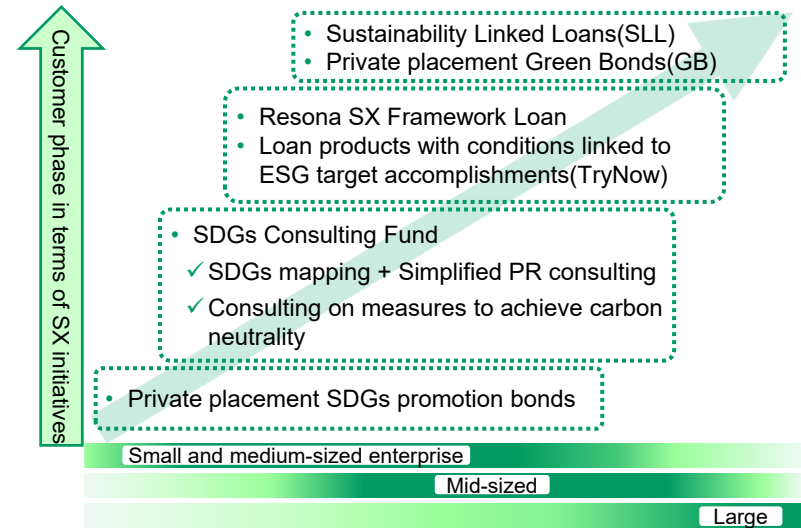 Customer phase in terms of SX initiatives
• Sustainability Linked Loans(SLL)
• Private placement Green Bonds(GB)
• Resona SX Framework Loan
• Loan products with conditions linked to
ESG target accomplishments(TryNow)
• SDGs Consulting Fund
✓ SDGs mapping + Simplified PR consulting
✓ Consulting on measures to achieve carbon
neutrality
• Private placement SDGs promotion bonds
Small and medium-sized enterprise
Mid-sized
Large